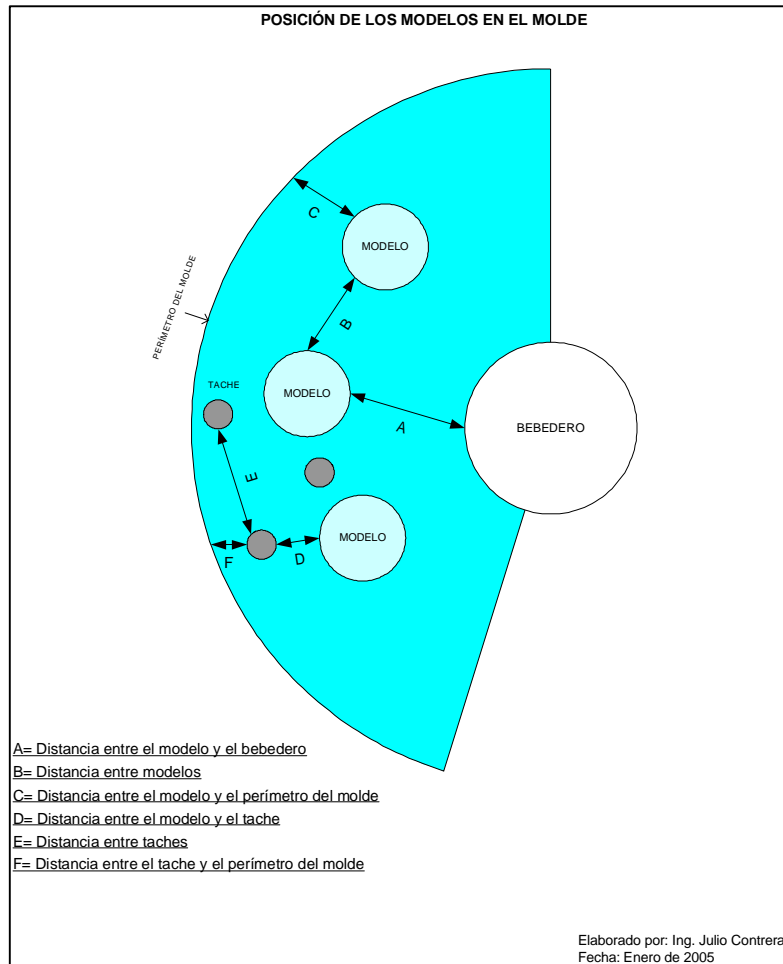 POSICIÓN DE LOS MODELOS EN EL MOLDE
C
MODELO
PERÍMETRO DEL MOLDE
B
TACHE
MODELO
A
BEBEDERO
E
MODELO
F
D
A= Distancia entre el modelo y el bebedero
B= Distancia entre modelos
C= Distancia entre el modelo y el perímetro del molde
D= Distancia entre el modelo y el tache
E= Distancia entre taches
F= Distancia entre el tache y el perímetro del molde
Elaborado por: Ing. Julio Contrera
Fecha: Enero de 2005